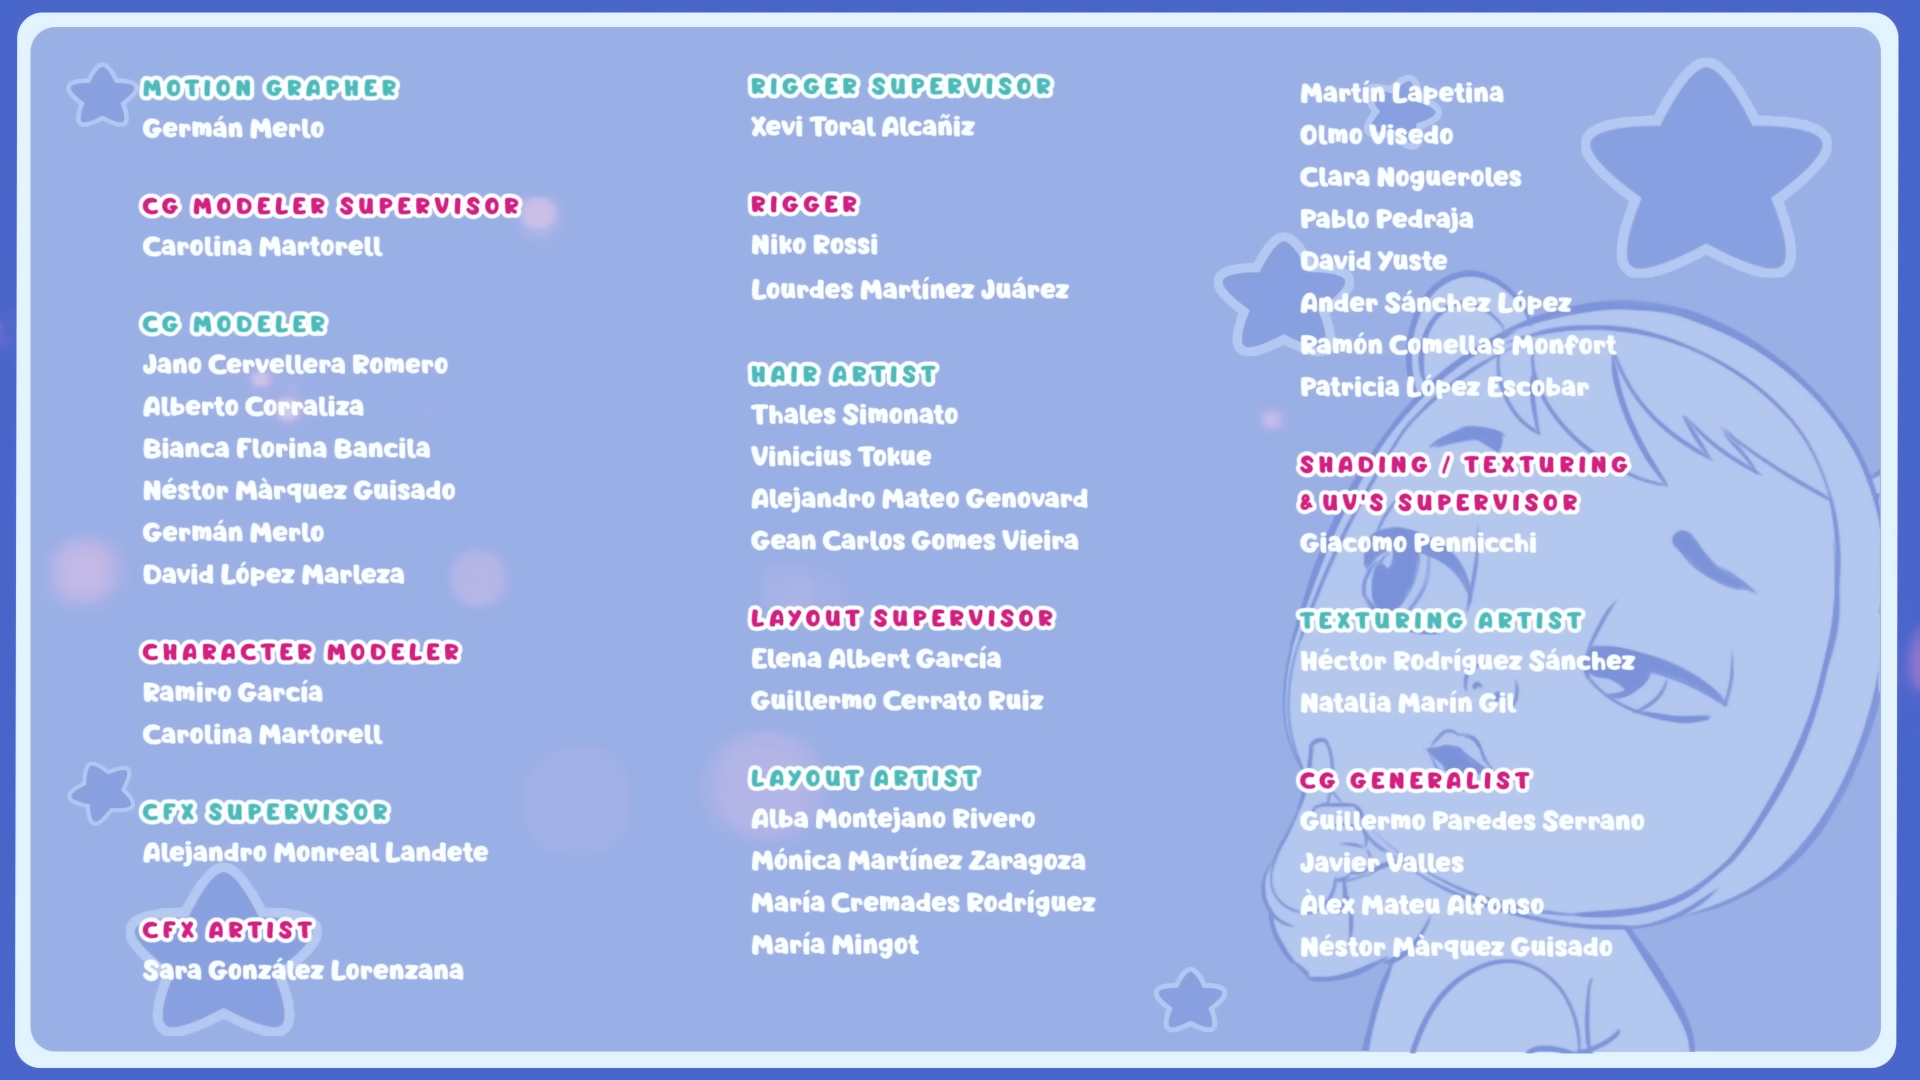 MOTION GRAPHER
Germán Merlo
CG MODELER SUPERVISOR
Carolina Martorell
CG MODELER
Jano Cervellera Romero
Alberto Corraliza
Bianca Florina Bancila
Néstor Màrquez Guisado
Germán Merlo
David López Marleza
CHARACTER MODELER
Ramiro García
Carolina Martorell
CFX SUPERVISOR
Alejandro Monreal Landete
CFX ARTIST
Sara González Lorenzana
RIGGER SUPERVISOR
Xevi Toral Alcañiz
RIGGER
Niko Rossi
Lourdes Martínez Juárez
HAIR ARTIST
Thales Simonato
Vinicius Tokue
Alejandro Mateo Genovard
Gean Carlos Gomes Vieira
LAYOUT SUPERVISOR
Elena Albert García
Guillermo Cerrato Ruiz
LAYOUT ARTIST
Alba Montejano Rivero
Mónica Martínez Zaragoza
María Cremades Rodríguez
María Mingot
Martín Lapetina
Olmo Visedo
Clara Nogueroles
Pablo Pedraja
David Yuste
Ander Sánchez López
Ramón Comellas Monfort
Patricia López Escobar
SHADING / TEXTURING
& UV'S SUPERVISOR
Giacomo Pennicchi
TEXTURING ARTIST
Héctor Rodríguez Sánchez
Natalia Marín Gil
CG GENERALIST
Guillermo Paredes Serrano
Javier Valles
Àlex Mateu Alfonso
Néstor Màrquez Guisado